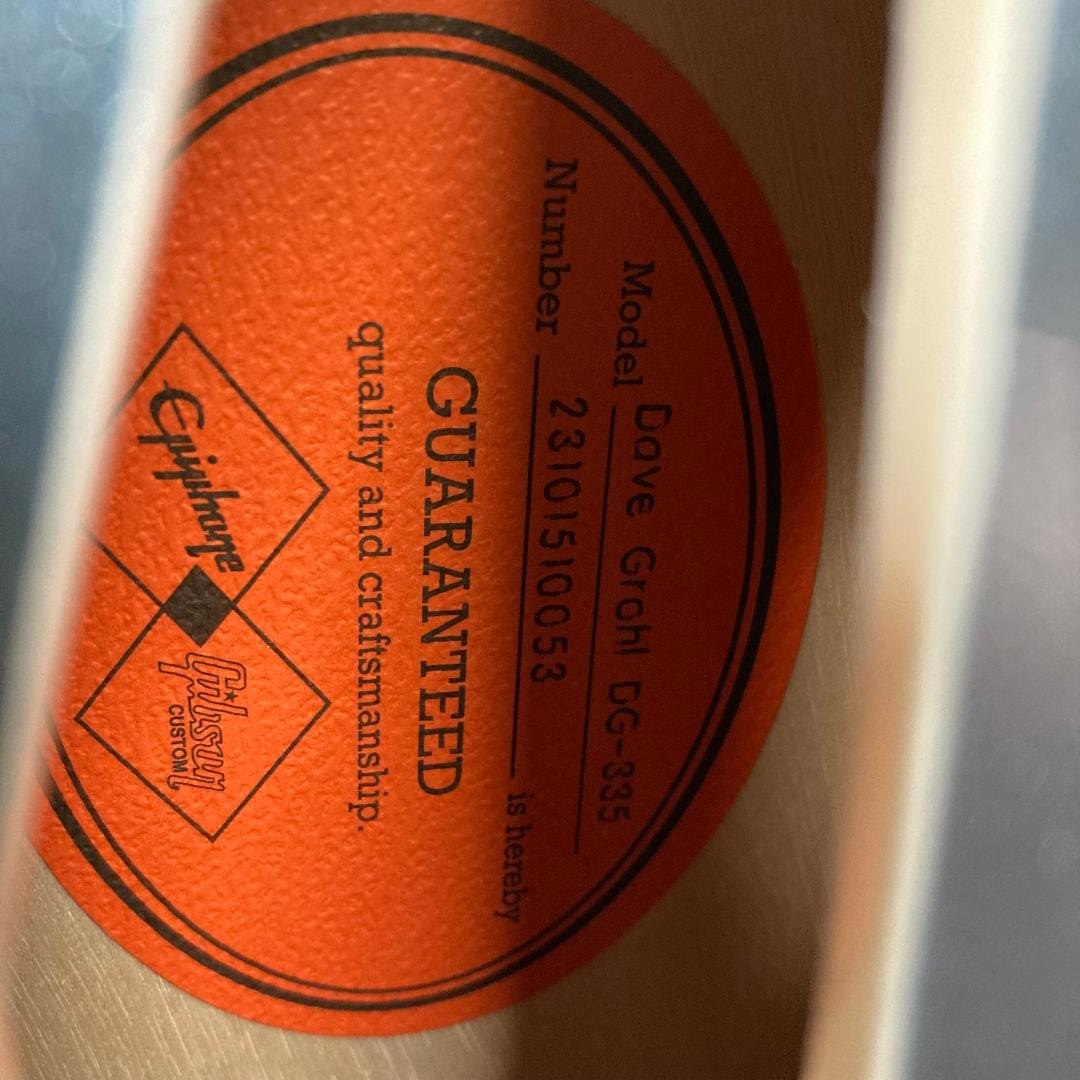 Model Dave Grohl DG-335
Number 23101510053 is hereby
GUARANTEED
quality and craftsmanship.
Epiphone
Gibson
CUSTOM